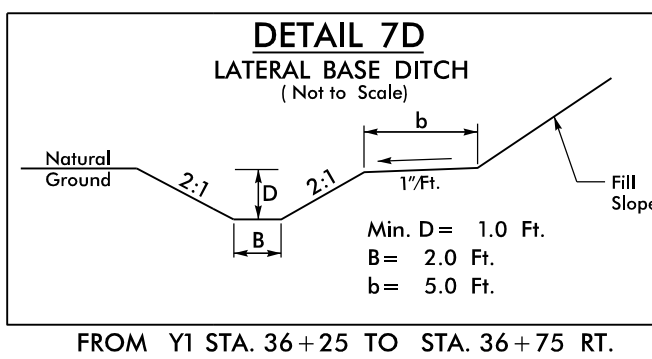 DETAIL 7D
LATERAL BASE DITCH
( Not to Scale)
b
Natural
Ground
2:1
D
2:1
1"/Ft.
B
Fill
Slope
Min. D= 1.0 Ft.
B= 2.0 Ft.
b= 5.0 Ft.
FROM Y1 STA. 36+25 TO STA. 36+75 RT.